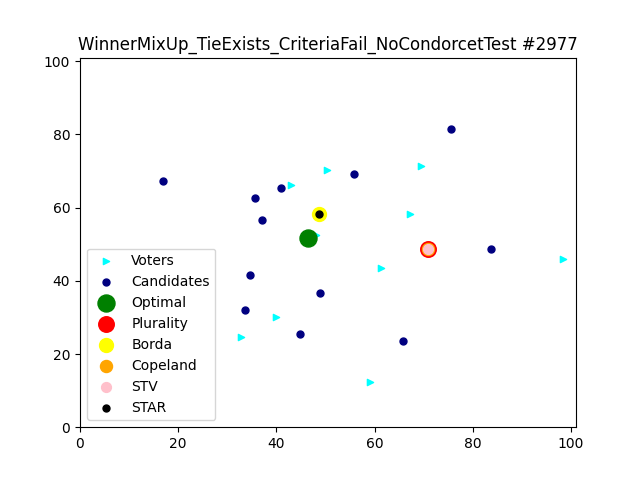 WinnerMixUp_TieExists_CriteriaFail_NoCondorcetTest #2977
100
80
60
40
20
0
Voters
Candidates
Optimal
Plurality
Borda
Copeland
STV
STAR
0 20 40 60 80 100